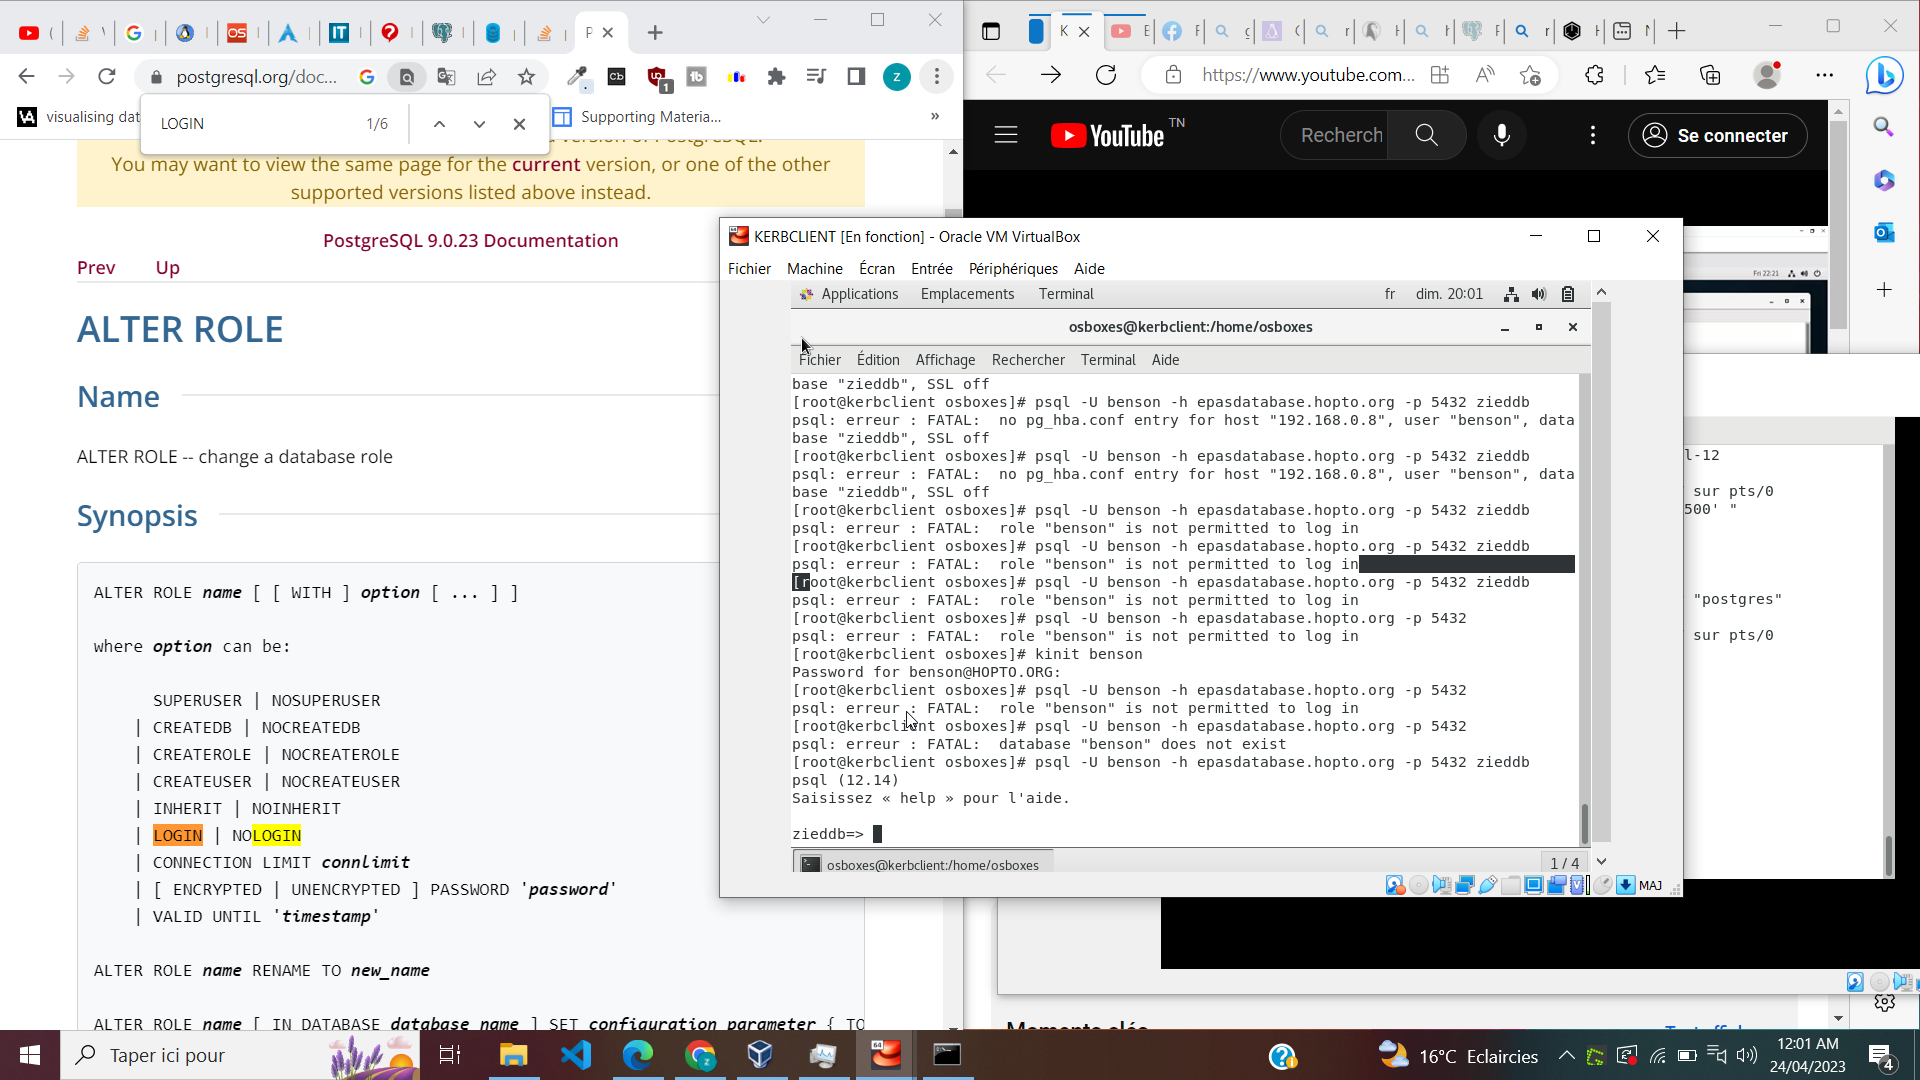 postgresql.org/doc...
https://www.youtube.com...
visualising dat
LOGIN
1/6
Supporting Materia...
»
YouTube TN
Recherch
Se connecter
You may want to view the same page for the current version, or one of the other
supported versions listed above instead.
PostgreSQL 9.0.23 Documentation
Prev Up
ALTER ROLE
Name
ALTER ROLE -- change a database role
Synopsis
ALTER ROLE name [ [ WITH ] option [ ... ] ]
where option can be:
SUPERUSER | NOSUPERUSER
| CREATEDB | NOCREATEDB
| CREATEROLE | NOCREATEROLE
| CREATEUSER | NOCREATEUSER
| INHERIT | NOINHERIT
| LOGIN | NOLOGIN
| CONNECTION LIMIT connlimit
| [ ENCRYPTED | UNENCRYPTED ] PASSWORD 'password'
| VALID UNTIL 'timestamp'
ALTER ROLE name RENAME TO new_name
ALTER ROLE name [ IN DATABASE database_name ] SET configuration_parameter { TO
KERBCLIENT [En fonction] - Oracle VM VirtualBox
Fichier Machine Écran Entrée Périphériques Aide
Applications Emplacements Terminal fr dim. 20:01
osboxes@kerbclient:/home/osboxes
Fichier Édition Affichage Rechercher Terminal Aide
base "zieddb", SSL off
[root@kerbclient osboxes]# psql -U benson -h epasdatabase.hopto.org -p 5432 zieddb
psql: erreur : FATAL:  no pg_hba.conf entry for host "192.168.0.8", user "benson", data
base "zieddb", SSL off
[root@kerbclient osboxes]# psql -U benson -h epasdatabase.hopto.org -p 5432 zieddb
psql: erreur : FATAL:  no pg_hba.conf entry for host "192.168.0.8", user "benson", data
base "zieddb", SSL off
[root@kerbclient osboxes]# psql -U benson -h epasdatabase.hopto.org -p 5432 zieddb
psql: erreur : FATAL:  role "benson" is not permitted to log in
[root@kerbclient osboxes]# psql -U benson -h epasdatabase.hopto.org -p 5432 zieddb
psql: erreur : FATAL:  role "benson" is not permitted to log in
[root@kerbclient osboxes]# psql -U benson -h epasdatabase.hopto.org -p 5432 zieddb
psql: erreur : FATAL:  role "benson" is not permitted to log in
[root@kerbclient osboxes]# psql -U benson -h epasdatabase.hopto.org -p 5432
psql: erreur : FATAL:  role "benson" is not permitted to log in
[root@kerbclient osboxes]# kinit benson
Password for benson@HOPTO.ORG:
[root@kerbclient osboxes]# psql -U benson -h epasdatabase.hopto.org -p 5432
psql: erreur : FATAL:  role "benson" is not permitted to log in
[root@kerbclient osboxes]# psql -U benson -h epasdatabase.hopto.org -p 5432
psql: erreur : FATAL:  database "benson" does not exist
[root@kerbclient osboxes]# psql -U benson -h epasdatabase.hopto.org -p 5432 zieddb
psql (12.14)
Saisissez « help » pour l'aide.
zieddb=>
osboxes@kerbclient:/home/osboxes
1 / 4
MAJ
Fri 22:21
l-12
sur pts/0
500' "
"postgres"
sur pts/0
Taper ici pour
16°C Eclaircies
12:01 AM
24/04/2023
4